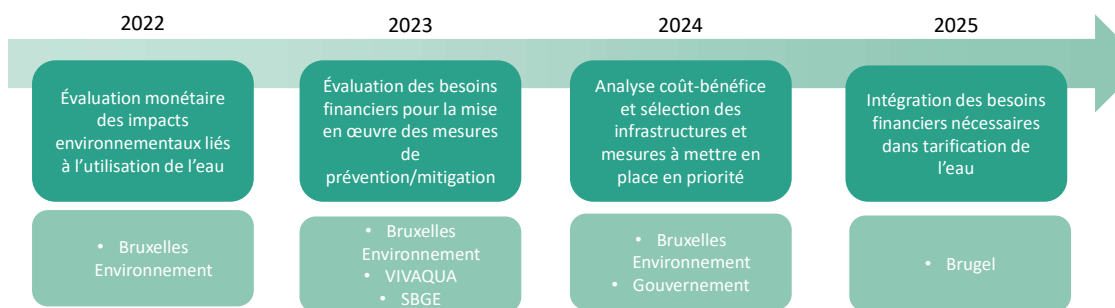 2022
2023
2024
2025
Évaluation monétaire
des impacts
environnementaux liés
à l’utilisation de l’eau
Évaluation des besoins
financiers pour la mise
en œuvre des mesures
de
prévention/mitigation
Analyse coût-bénéfice
et sélection des
infrastructures et
mesures à mettre en
place en priorité
Intégration des besoins
financiers nécessaires
dans tarification de
l’eau
• Bruxelles
Environnement
• Bruxelles
Environnement
• VIVAQUA
• SBGE
• Bruxelles
Environnement
• Gouvernement
• Brugel